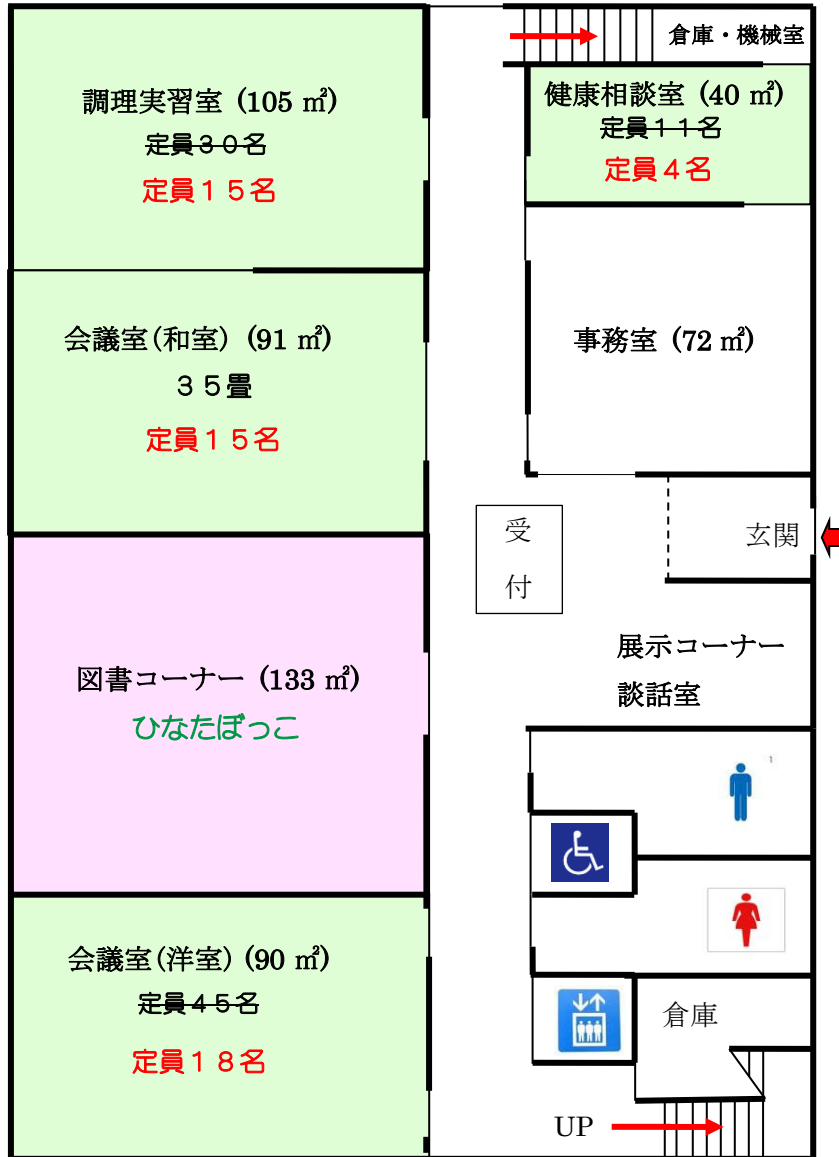 倉庫・機械室
調理実習室 (105 ㎡)
定員３０名
定員１５名
健康相談室 (40 ㎡)
定員１１名
定員４名
会議室(和室) (91 ㎡)
３５畳
定員１５名
事務室 (72 ㎡)
受
付
玄関
図書コーナー (133 ㎡)
ひなたぼっこ
展示コーナー
談話室
1
会議室(洋室) (90 ㎡)
定員４５名
定員１８名
倉庫
UP